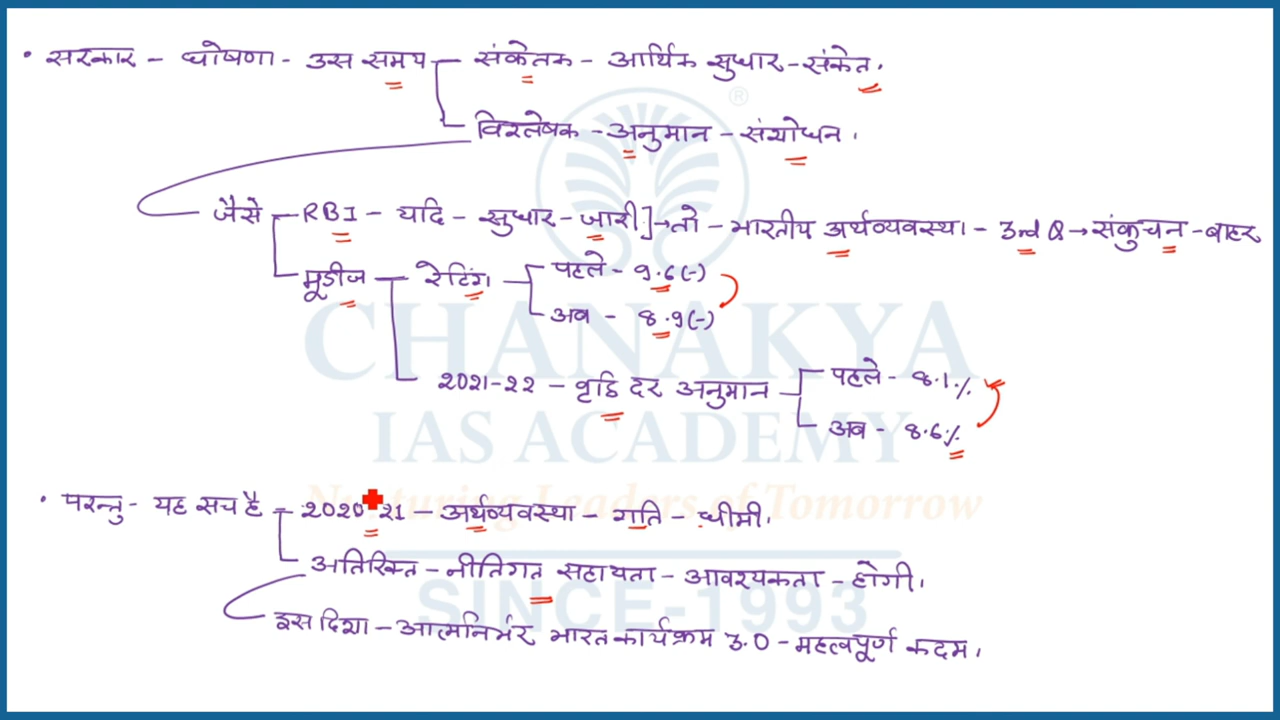 • सरकार - घोषणा - उस समय - संकेतक - आर्थिक सुधार - संकेत.
विश्लेषक - अनुमान - संशोधन.
®
जैसे - RBI - यदि - सुधार - जारी] → तो - भारतीय अर्थव्यवस्था - 3rd Q → संकुचन - बाहर
मूडीज - रेटिंग - पहले - 9.6(-)
अब - 8.9(-)
CHANAKYA
2021-22 - वृद्धि दर अनुमान - पहले - 8.1%
अब - 8.6%
IAS ACADEMY
Nurturing Leaders of Tomorrow
• परन्तु - यह सच है - 2020-21 - अर्थव्यवस्था - गति - धीमी.
अतिरिक्त - नीतिगत सहायता - आवश्यकता - होगी.
SINCE-1993
इस दिशा - आत्मनिर्भर भारत कार्यक्रम 3.0 - महत्वपूर्ण कदम.